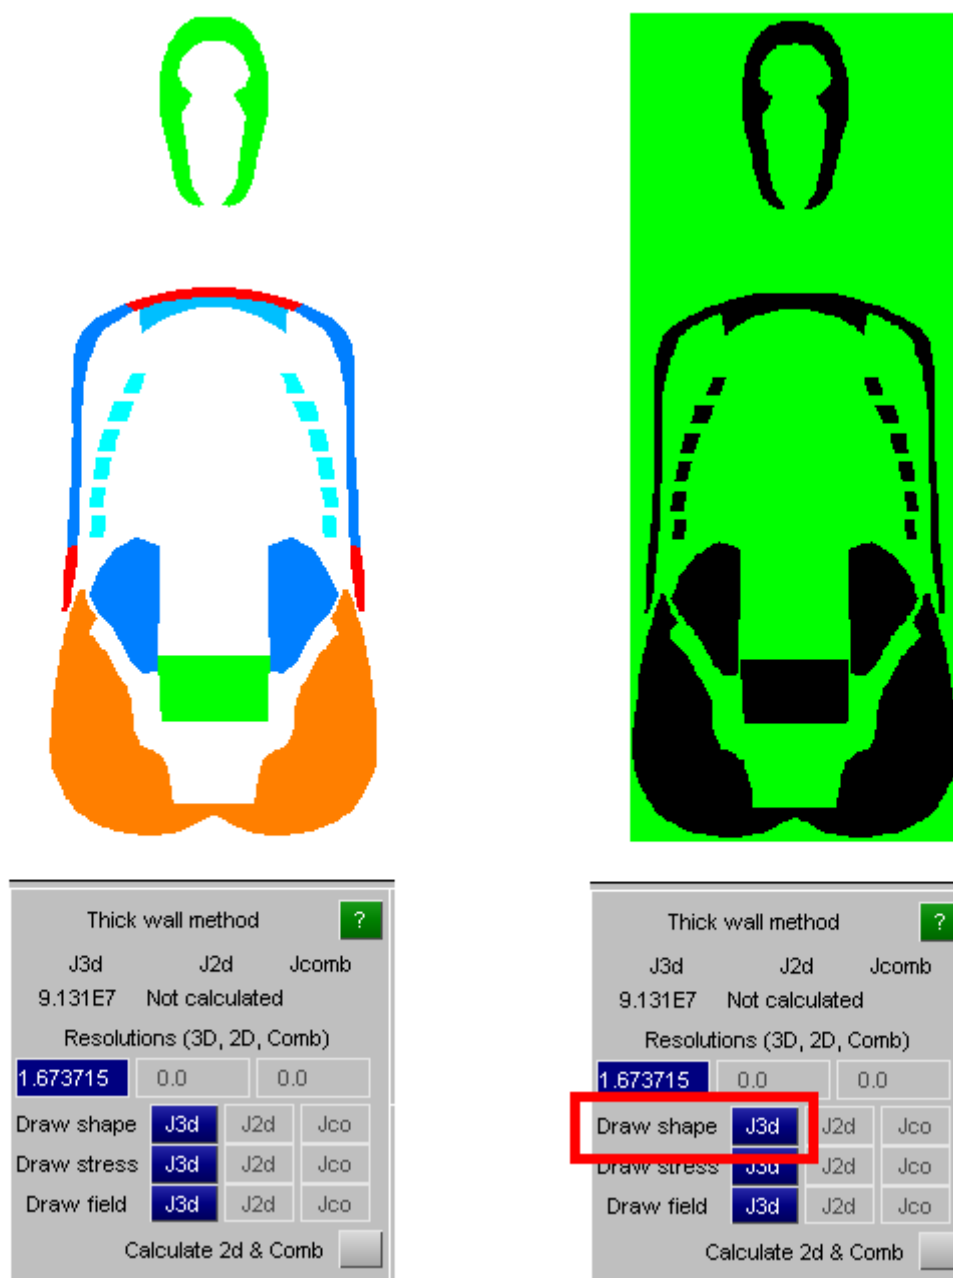 Thick wall method ?
J3d J2d Jcomb
9.131E7 Not calculated
Resolutions (3D, 2D, Comb)
1.673715 0.0 0.0
Draw shape J3d J2d Jco
Draw stress J3d J2d Jco
Draw field J3d J2d Jco
Calculate 2d & Comb
Thick wall method ?
J3d J2d Jcomb
9.131E7 Not calculated
Resolutions (3D, 2D, Comb)
1.673715 0.0 0.0
Draw shape J3d J2d Jco
Draw stress J3d J2d Jco
Draw field J3d J2d Jco
Calculate 2d & Comb